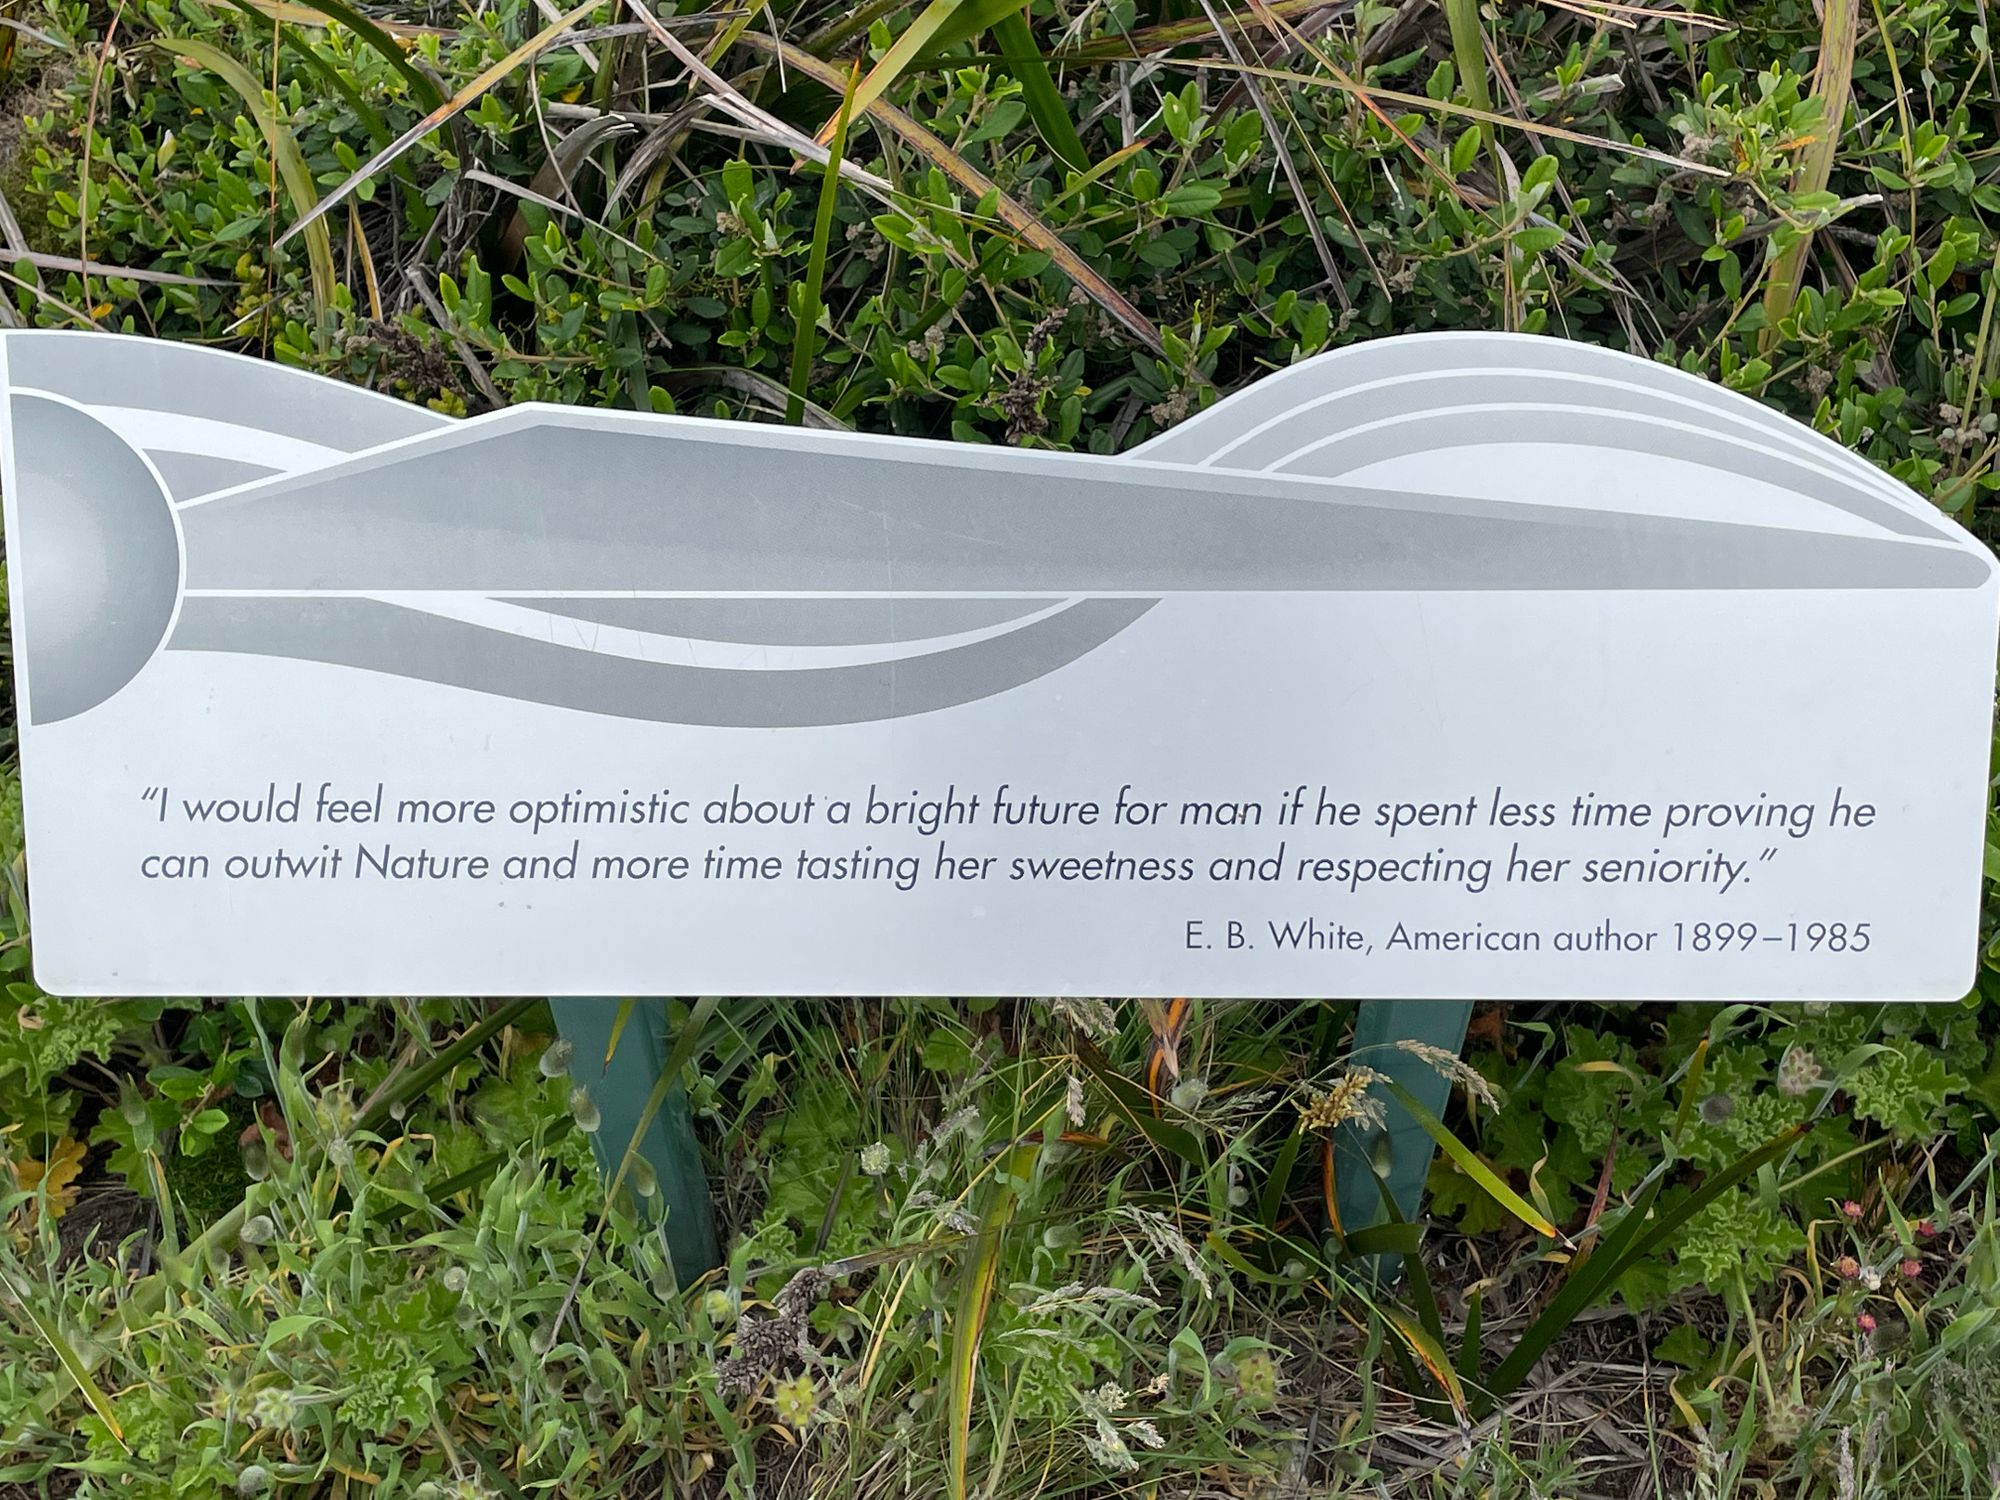 “I would feel more optimistic about a bright future for man if he spent less time proving he
can outwit Nature and more time tasting her sweetness and respecting her seniority.”
E. B. White, American author 1899–1985